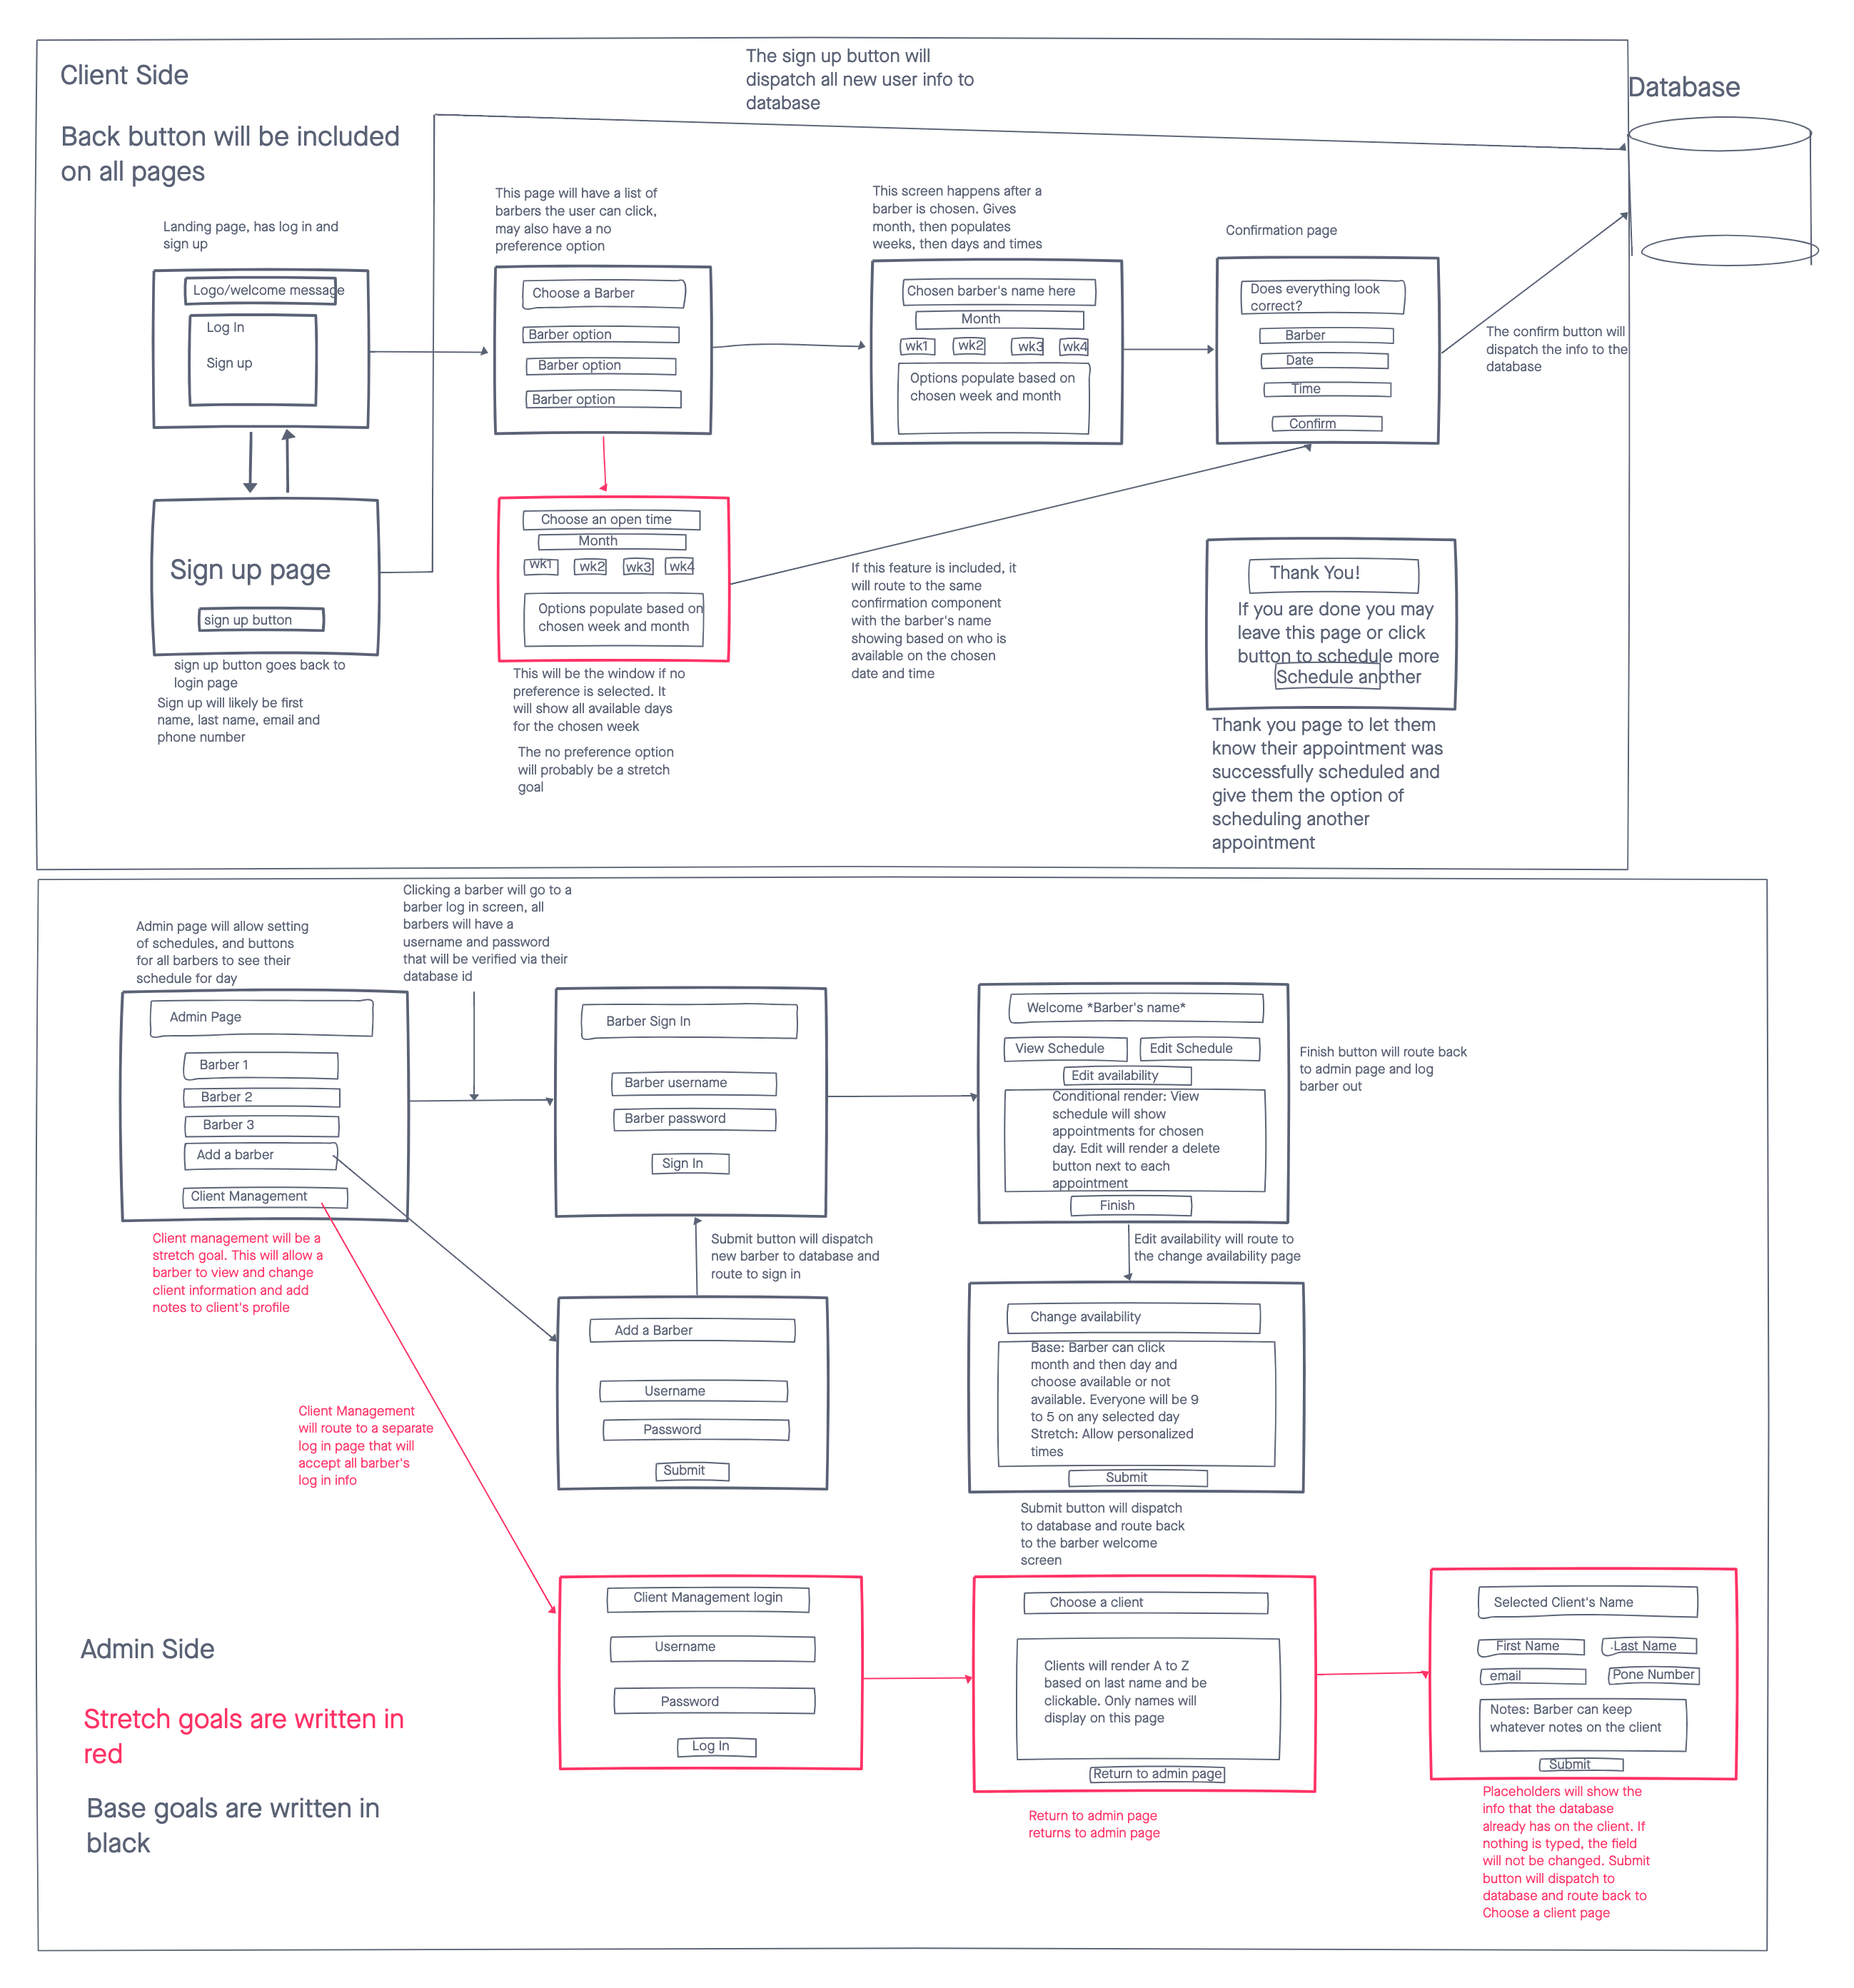 Client Side
Back button will be included
on all pages
The sign up button will
dispatch all new user info to
database
Database
Landing page, has log in and
sign up
Logo/welcome message
Log In
Sign up
This page will have a list of
barbers the user can click,
may also have a no
preference option
Choose a Barber
Barber option
Barber option
Barber option
This screen happens after a
barber is chosen. Gives
month, then populates
weeks, then days and times
Chosen barber's name here
Month
wk1 wk2 wk3 wk4
Options populate based on
chosen week and month
Confirmation page
Does everything look
correct?
Barber
Date
Time
Confirm
The confirm button will
dispatch the info to the
database
Sign up page
sign up button
sign up button goes back to
login page
Sign up will likely be first
name, last name, email and
phone number
Choose an open time
Month
wk1 wk2 wk3 wk4
Options populate based on
chosen week and month
This will be the window if no
preference is selected. It
will show all available days
for the chosen week
The no preference option
will probably be a stretch
goal
If this feature is included, it
will route to the same
confirmation component
with the barber's name
showing based on who is
available on the chosen
date and time
Thank You!
If you are done you may
leave this page or click
button to schedule more
Schedule another
Thank you page to let them
know their appointment was
successfully scheduled and
give them the option of
scheduling another
appointment
Admin page will allow setting
of schedules, and buttons
for all barbers to see their
schedule for day
Clicking a barber will go to a
barber log in screen, all
barbers will have a
username and password
that will be verified via their
database id
Admin Page
Barber 1
Barber 2
Barber 3
Add a barber
Client Management
Barber Sign In
Barber username
Barber password
Sign In
Welcome *Barber's name*
View Schedule
Edit Schedule
Edit availability
Conditional render: View
schedule will show
appointments for chosen
day. Edit will render a delete
button next to each
appointment
Finish
Finish button will route back
to admin page and log
barber out
Client management will be a
stretch goal. This will allow a
barber to view and change
client information and add
notes to client's profile
Submit button will dispatch
new barber to database and
route to sign in
Edit availability will route to
the change availability page
Add a Barber
Username
Password
Submit
Change availability
Base: Barber can click
month and then day and
choose available or not
available. Everyone will be 9
to 5 on any selected day
Stretch: Allow personalized
times
Submit
Submit button will dispatch
to database and route back
to the barber welcome
screen
Client Management
will route to a separate
log in page that will
accept all barber's
log in info
Client Management login
Username
Password
Log In
Choose a client
Clients will render A to Z
based on last name and be
clickable. Only names will
display on this page
Return to admin page
Return to admin page
returns to admin page
Selected Client's Name
First Name
Last Name
email
Pone Number
Notes: Barber can keep
whatever notes on the client
Submit
Placeholders will show the
info that the database
already has on the client. If
nothing is typed, the field
will not be changed. Submit
button will dispatch to
database and route back to
Choose a client page
Admin Side
Stretch goals are written in
red
Base goals are written in
black